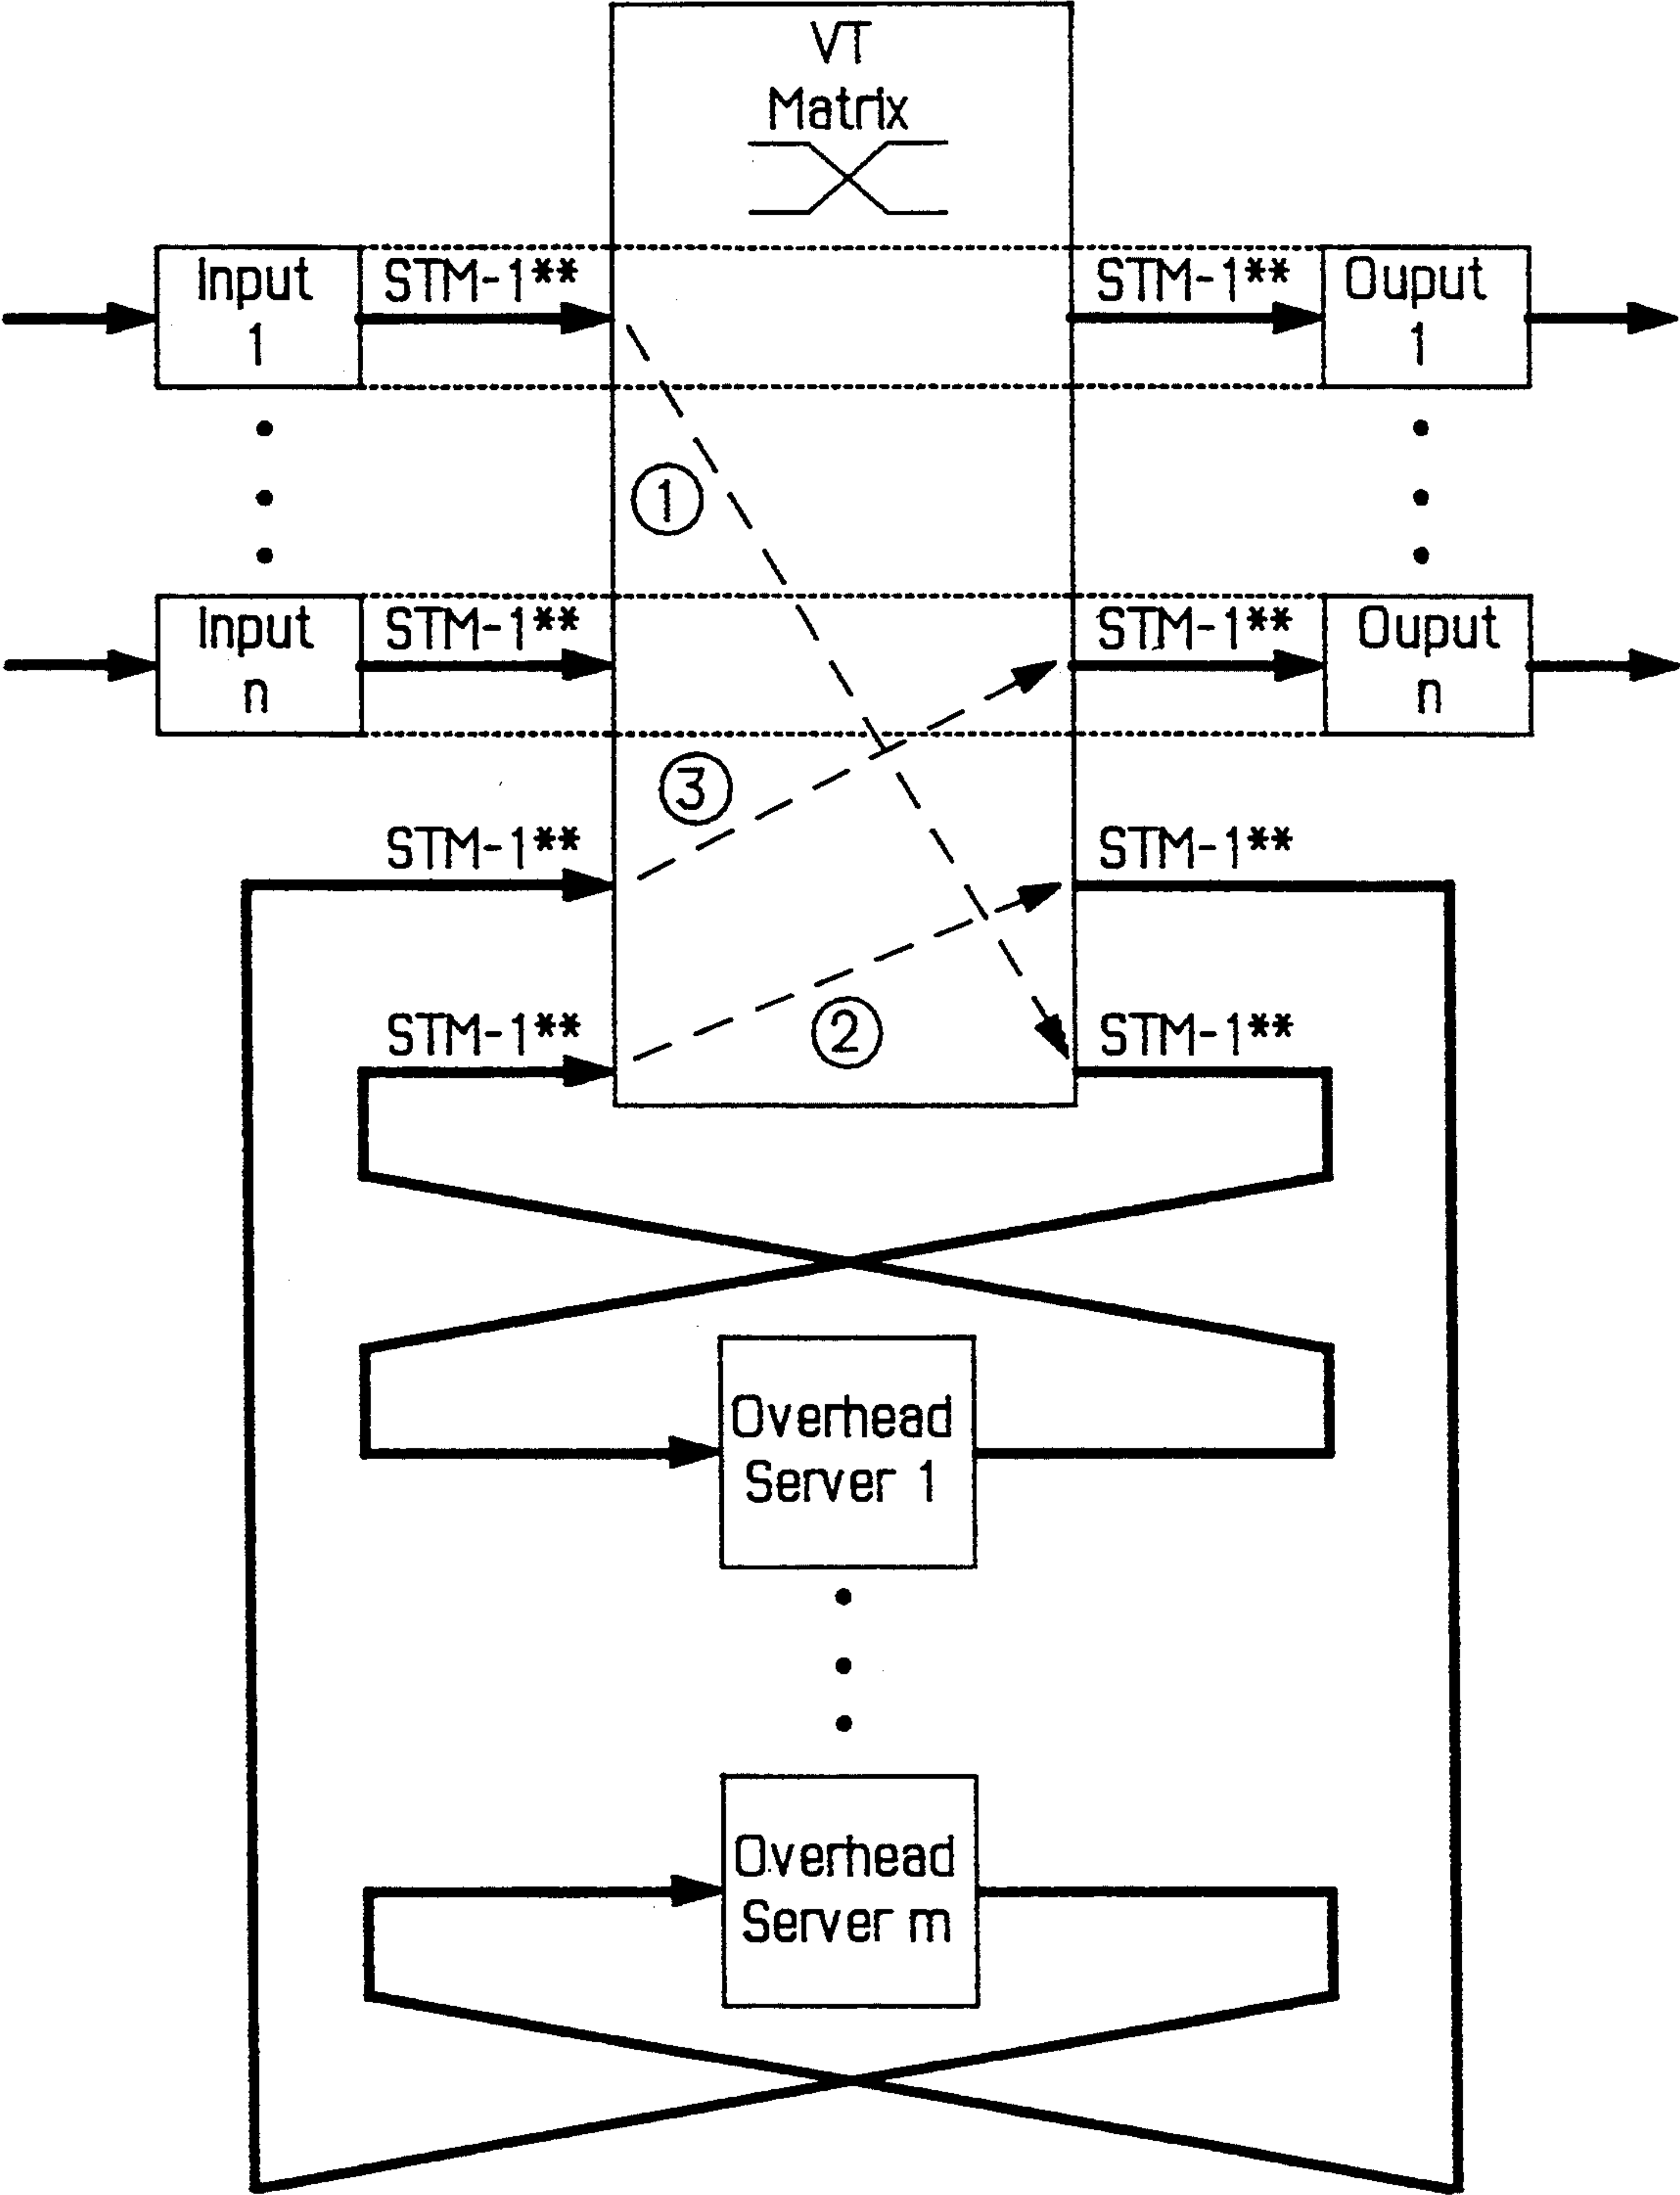 VT
Matrix
Input
1
STM-1**
STM-1**
Ouput
1
1
Input
n
STM-1**
STM-1**
Ouput
n
3
STM-1**
STM-1**
STM-1**
2
STM-1**
Overhead
Server 1
Overhead
Server m